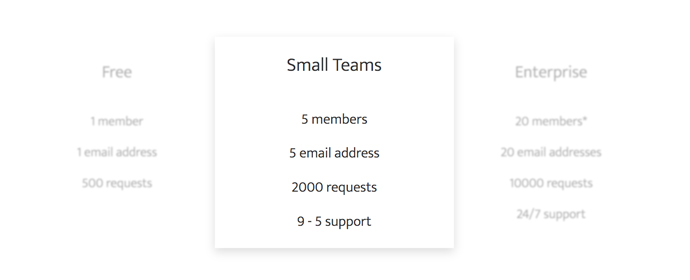 Free
1 member
1 email address
500 requests
Small Teams
5 members
5 email address
2000 requests
9 - 5 support
Enterprise
20 members*
20 email addresses
10000 requests
24/7 support